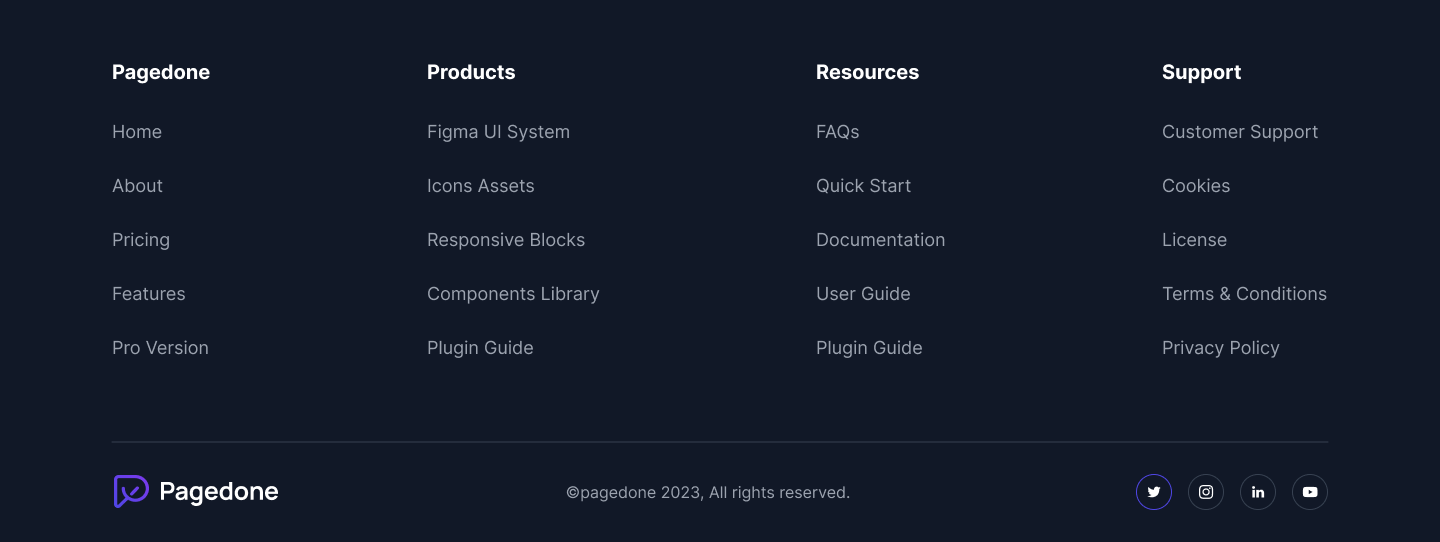 Pagedone
Home
About
Pricing
Features
Pro Version
Products
Figma UI System
Icons Assets
Responsive Blocks
Components Library
Plugin Guide
Resources
FAQs
Quick Start
Documentation
User Guide
Plugin Guide
Support
Customer Support
Cookies
License
Terms & Conditions
Privacy Policy
Pagedone
©pagedone 2023, All rights reserved.
in